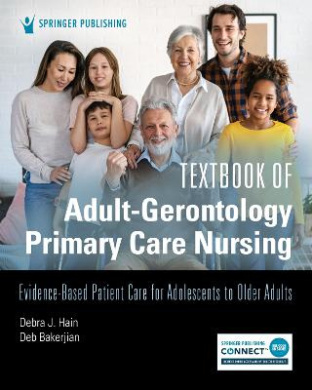 SPRINGER PUBLISHING
TEXTBOOK OF
Adult-Gerontology
Primary Care Nursing
Evidence-Based Patient Care for Adolescents to Older Adults
Debra J. Hain
Deb Bakerjian
SPRINGER PUBLISHING
CONNECT